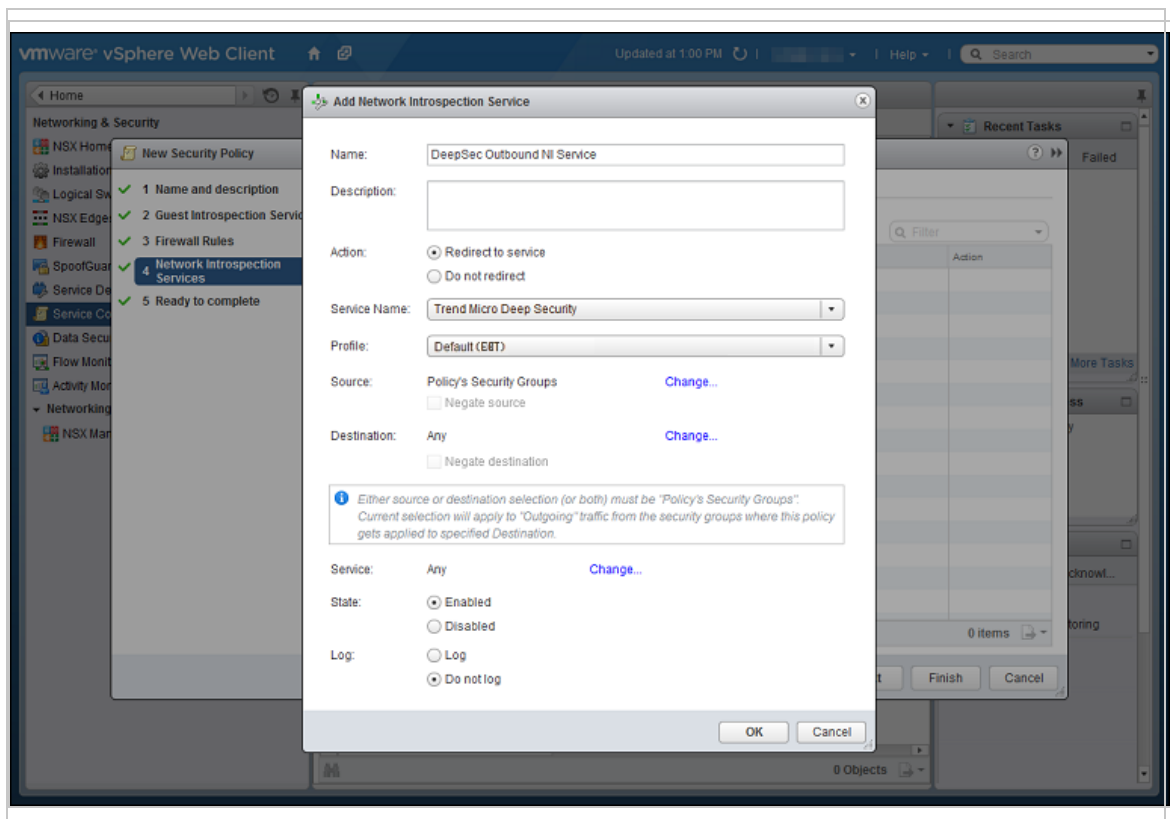 vmware® vSphere Web Client
Updated at 1:00 PM
Help
Search
Home
Networking & Security
NSX Home
Installation
Logical Sw
NSX Edge
Firewall
SpoofGuar
Service De
Service Co
Data Secu
Flow Monit
Activity Mon
Networking
NSX Man
New Security Policy
1 Name and description
2 Guest Introspection Servic
3 Firewall Rules
4 Network Introspection
Services
5 Ready to complete
Add Network Introspection Service
Name: DeepSec Outbound NI Service
Description:
Action: Redirect to service
Do not redirect
Service Name: Trend Micro Deep Security
Profile: Default (EBT)
Source: Policy's Security Groups Change...
Negate source
Destination: Any Change...
Negate destination
Either source or destination selection (or both) must be "Policy's Security Groups".
Current selection will apply to "Outgoing" traffic from the security groups where this policy
gets applied to specified Destination.
Service: Any Change...
State: Enabled
Disabled
Log: Log
Do not log
OK Cancel
Filter
Action
0 items
Finish Cancel
0 Objects
Recent Tasks
Failed
More Tasks
cknowl...
toring